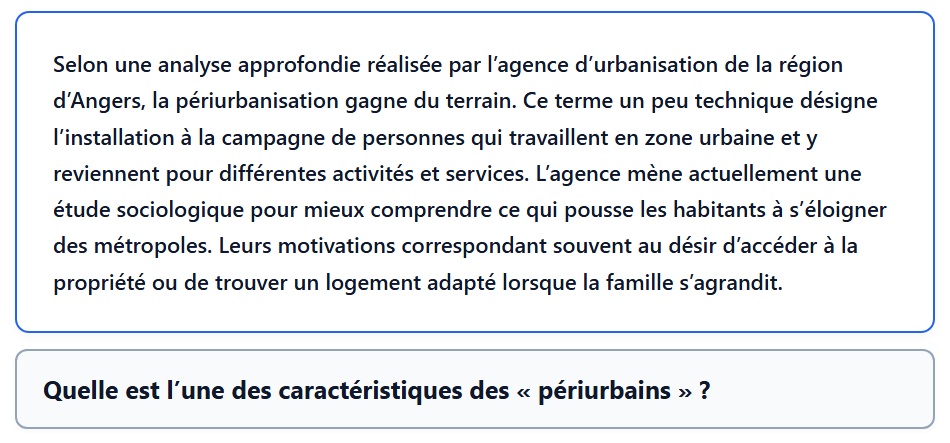 Selon une analyse approfondie réalisée par l’agence d’urbanisation de la région
d’Angers, la périurbanisation gagne du terrain. Ce terme un peu technique désigne
l’installation à la campagne de personnes qui travaillent en zone urbaine et y
reviennent pour différentes activités et services. L’agence mène actuellement une
étude sociologique pour mieux comprendre ce qui pousse les habitants à s’éloigner
des métropoles. Leurs motivations correspondant souvent au désir d’accéder à la
propriété ou de trouver un logement adapté lorsque la famille s’agrandit.
Quelle est l’une des caractéristiques des « périurbains » ?